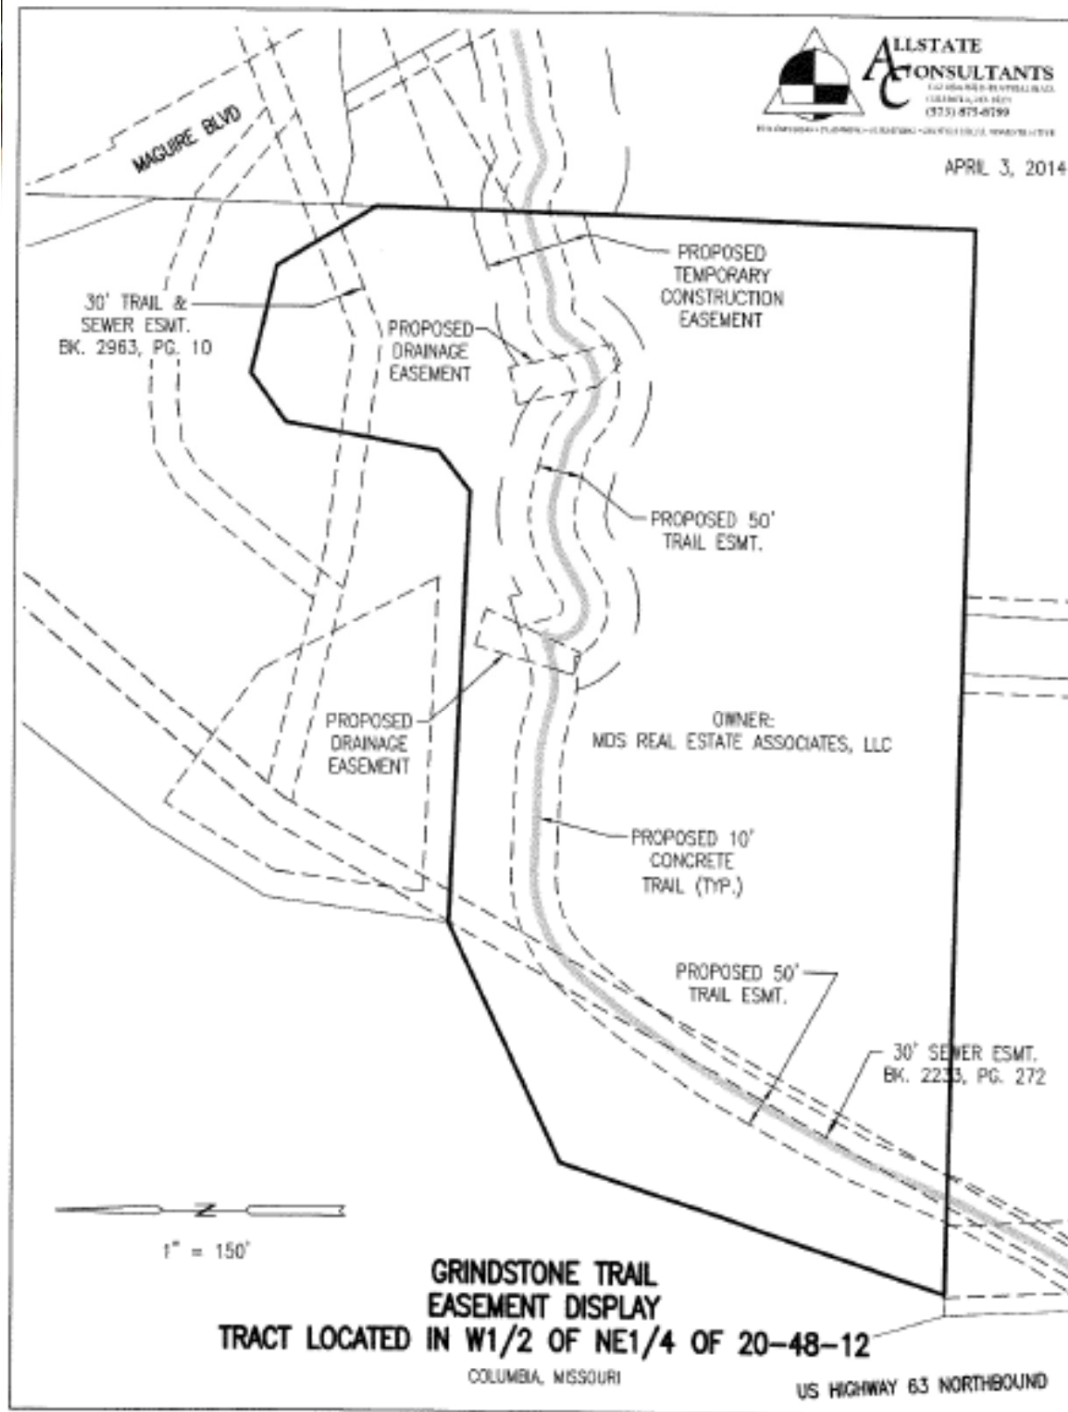 ALLSTATE
CONSULTANTS
(573) 875-8799
APRIL 3, 2014
MAGUIRE BLVD
PROPOSED
TEMPORARY
CONSTRUCTION
EASEMENT
30' TRAIL &
SEWER ESMT.
BK. 2963, PG. 10
PROPOSED
DRAINAGE
EASEMENT
PROPOSED 50'
TRAIL ESMT.
PROPOSED
DRAINAGE
EASEMENT
OWNER:
MDS REAL ESTATE ASSOCIATES, LLC
PROPOSED 10'
CONCRETE
TRAIL (TYP.)
PROPOSED 50'
TRAIL ESMT.
30' SEWER ESMT.
BK. 2233, PG. 272
N
1" = 150'
GRINDSTONE TRAIL
EASEMENT DISPLAY
TRACT LOCATED IN W1/2 OF NE1/4 OF 20-48-12
COLUMBIA, MISSOURI
US HIGHWAY 63 NORTHBOUND